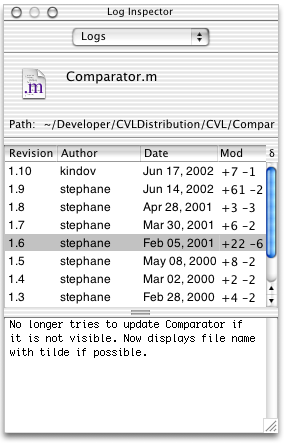 Log Inspector
Logs
.m
Comparator.m
Path: ~/Developer/CVLDistribution/CVL/Compar
Revision Author Date Mod δ
1.10 kindov Jun 17, 2002 +7 -1
1.9 stephane Jun 14, 2002 +61 -2
1.8 stephane Apr 28, 2001 +3 -3
1.7 stephane Mar 30, 2001 +6 -2
1.6 stephane Feb 05, 2001 +22 -6
1.5 stephane May 08, 2000 +8 -2
1.4 stephane Mar 02, 2000 +2 -2
1.3 stephane Feb 28, 2000 +4 -2
No longer tries to update Comparator if
it is not visible. Now displays file name
with tilde if possible.